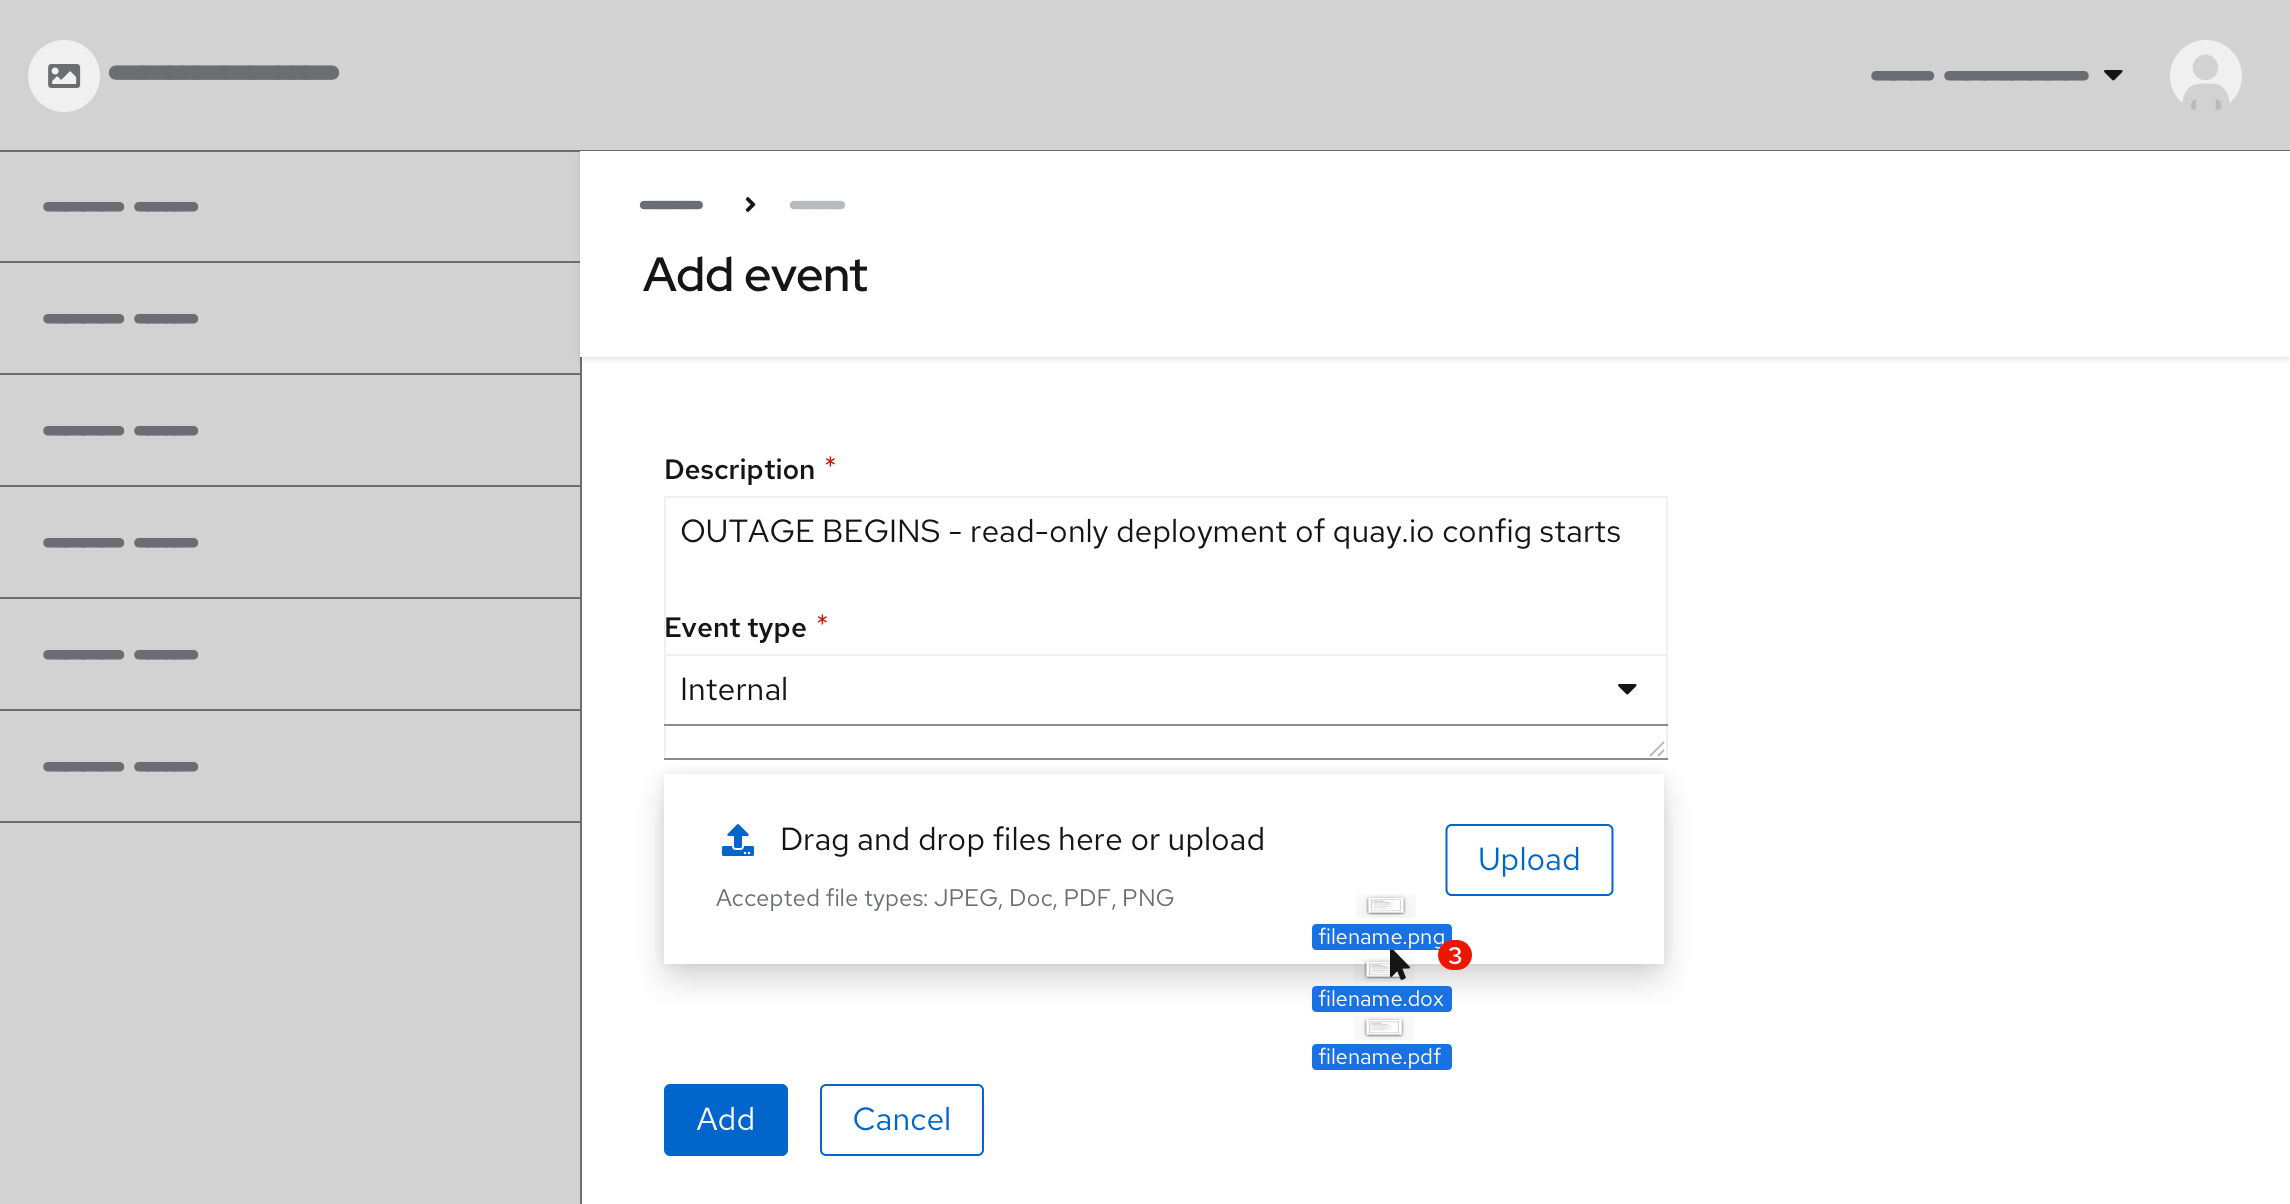 Add event
Description *
OUTAGE BEGINS - read-only deployment of quay.io config starts
Event type *
Internal
Drag and drop files here or upload
Upload
Accepted file types: JPEG, Doc, PDF, PNG
filename.png
3
filename.dox
filename.pdf
Add
Cancel